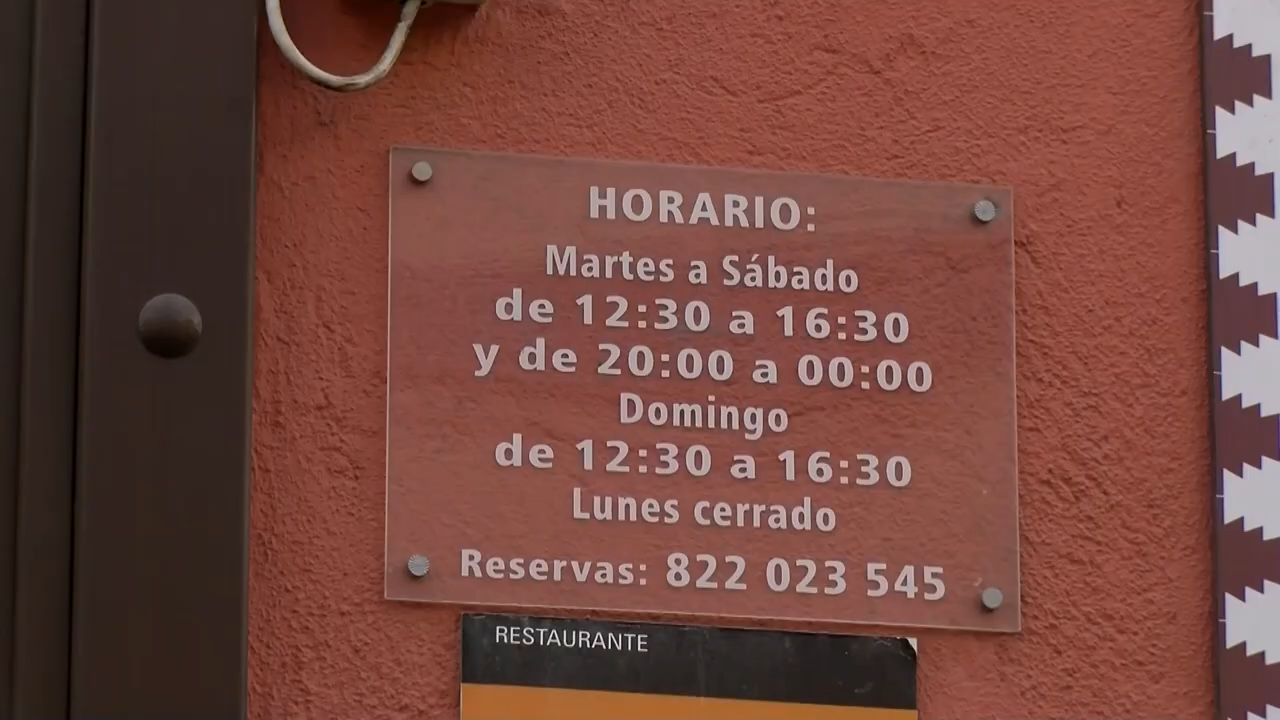 HORARIO:
Martes a Sábado
de 12:30 a 16:30
y de 20:00 a 00:00
Domingo
de 12:30 a 16:30
Lunes cerrado
Reservas: 822 023 545
RESTAURANTE